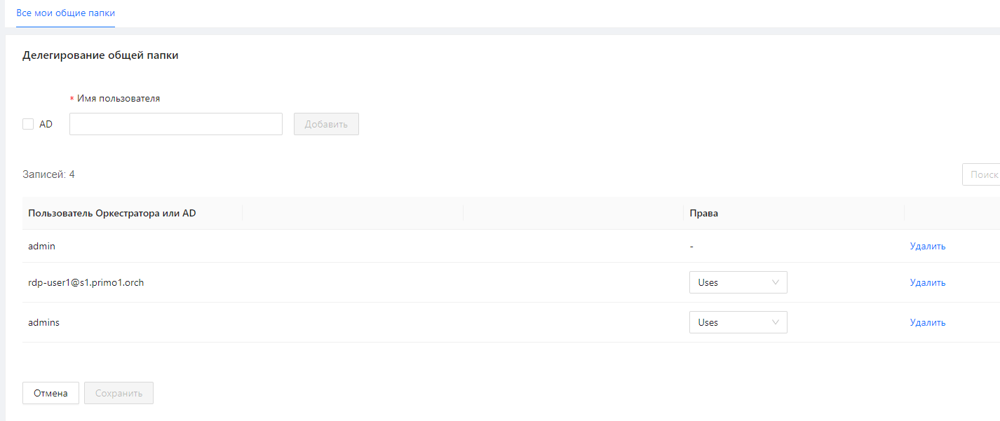 Все мои общие папки
Делегирование общей папки
* Имя пользователя
AD Добавить
Записей: 4 Поиск
Пользователь Оркестратора или AD Права
admin - Удалить
rdp-user1@s1.primo1.orch Uses Удалить
admins Uses Удалить
Отмена Сохранить